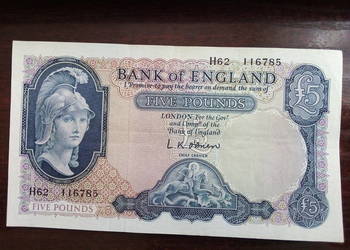 H62 116785
BANK OF ENGLAND
I Promise to pay the bearer on demand the sum of
FIVE POUNDS
£5
LONDON For the Govr
and Compa of the
Bank of England
L.K. O'Brien
CHIEF CASHIER
H62 116785
FIVE POUNDS
£5